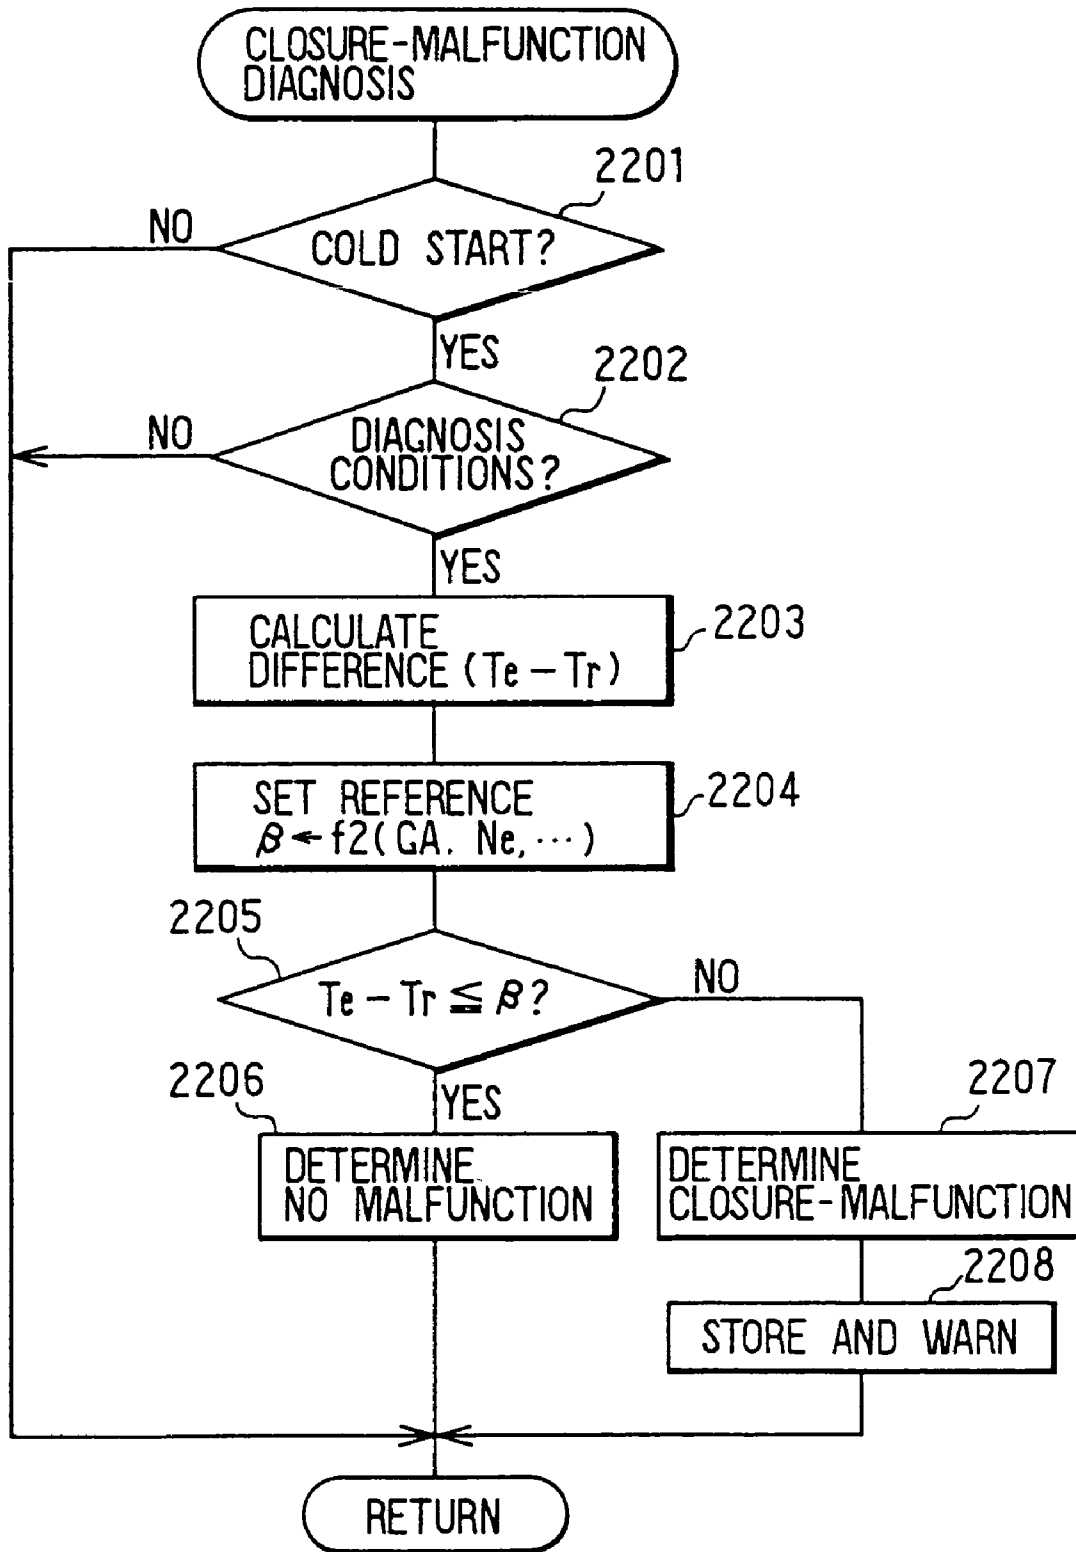 CLOSURE-MALFUNCTION
DIAGNOSIS
2201
NO
COLD START?
YES
2202
NO
DIAGNOSIS
CONDITIONS?
YES
CALCULATE
DIFFERENCE (Te – Tr)
2203
SET REFERENCE
β ← f2( GA. Ne, ⋯ )
2204
2205
Te – Tr ≦ β?
NO
2206
YES
2207
DETERMINE
NO MALFUNCTION
DETERMINE
CLOSURE-MALFUNCTION
2208
STORE AND WARN
RETURN